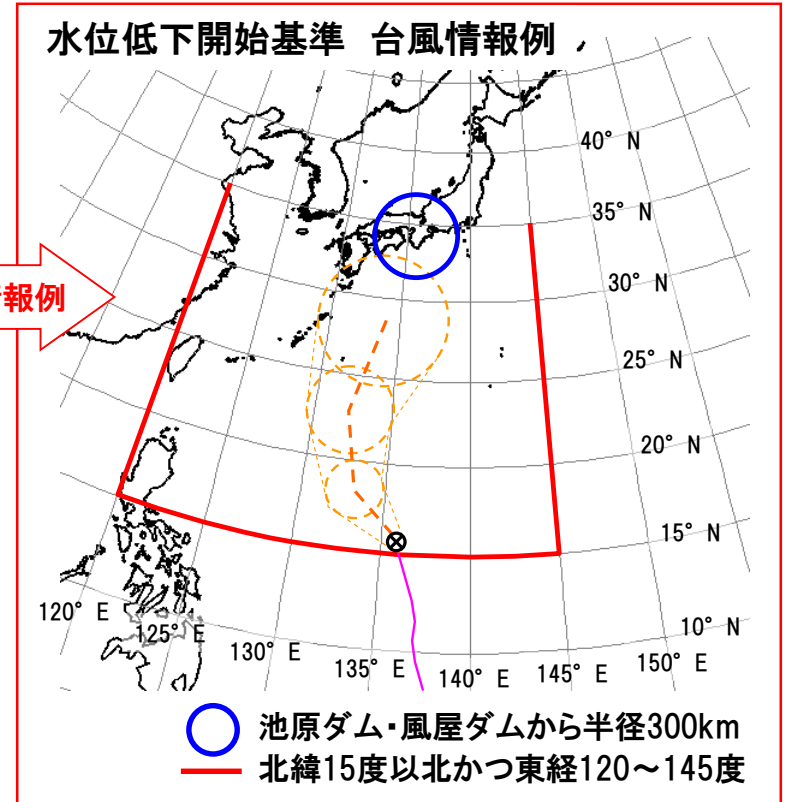 水位低下開始基準 台風情報例
40° N
35° N
情報例
30° N
25° N
20° N
15° N
120° E
125° E
10° N
130° E
135° E
140° E
145° E
150° E
池原ダム・風屋ダムから半径300km
北緯15度以北かつ東経120～145度